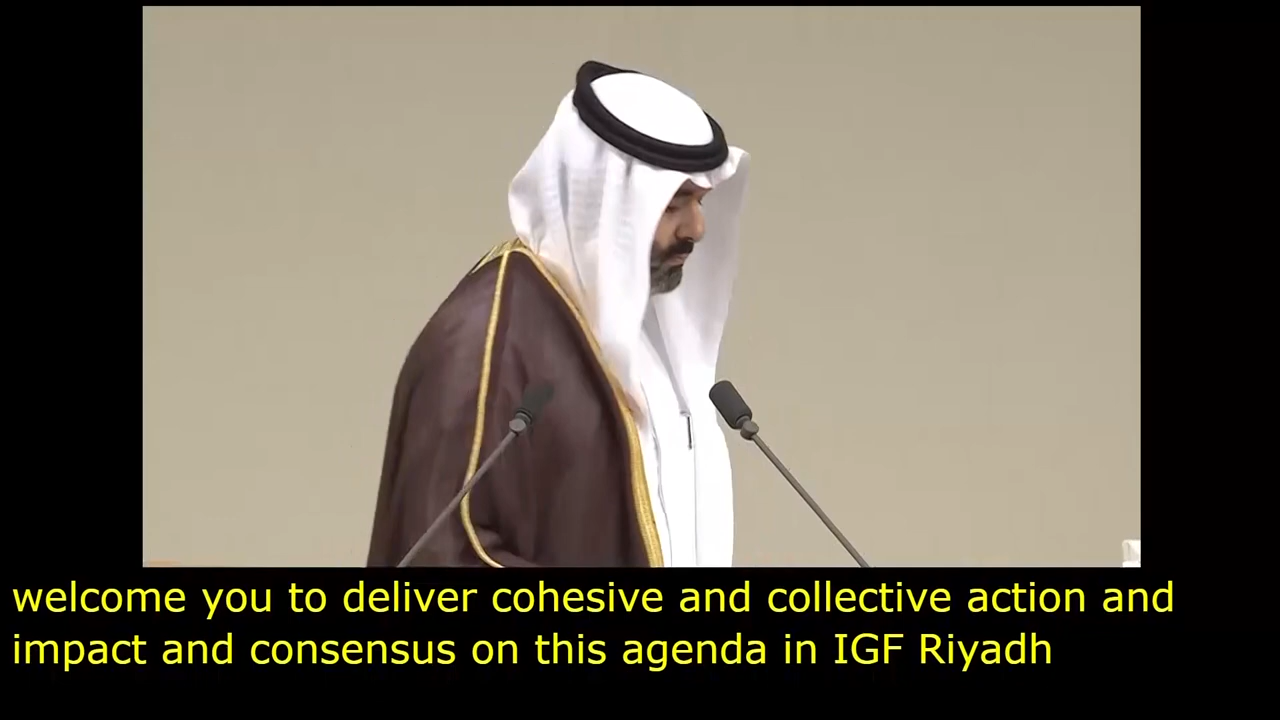 welcome you to deliver cohesive and collective action and
impact and consensus on this agenda in IGF Riyadh